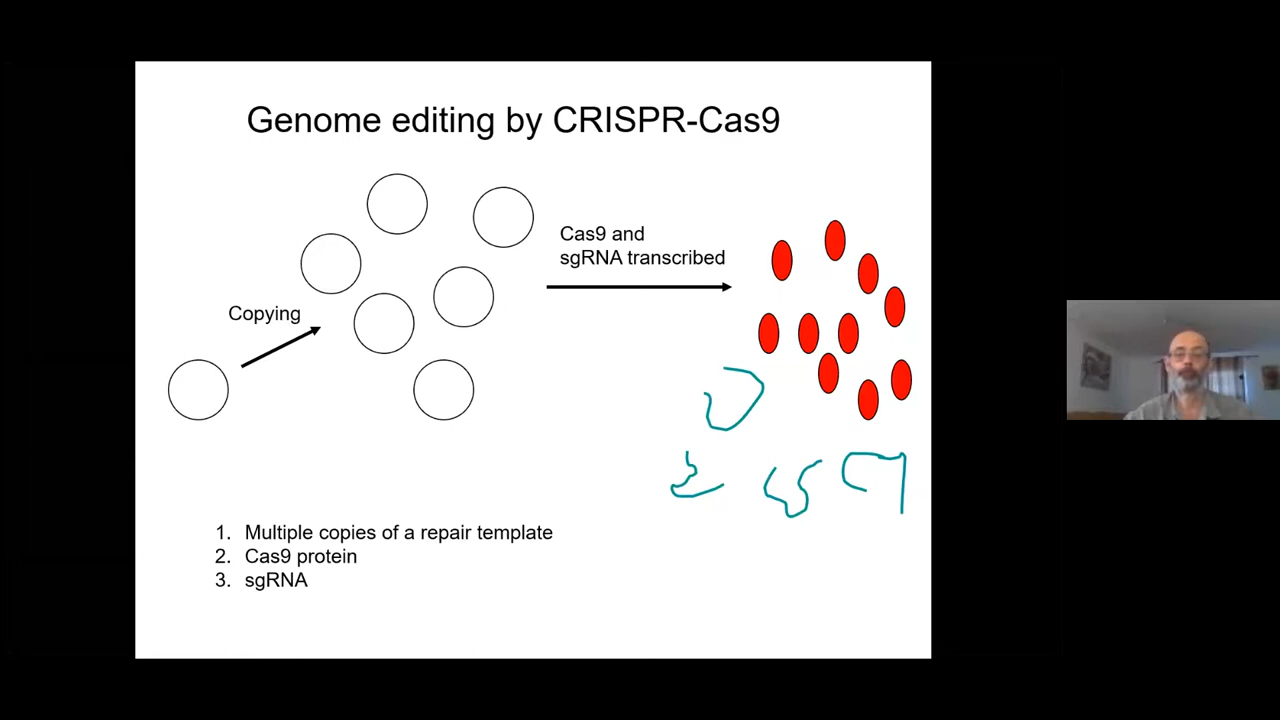 Genome editing by CRISPR-Cas9
Cas9 and
sgRNA transcribed
Copying
1. Multiple copies of a repair template
2. Cas9 protein
3. sgRNA